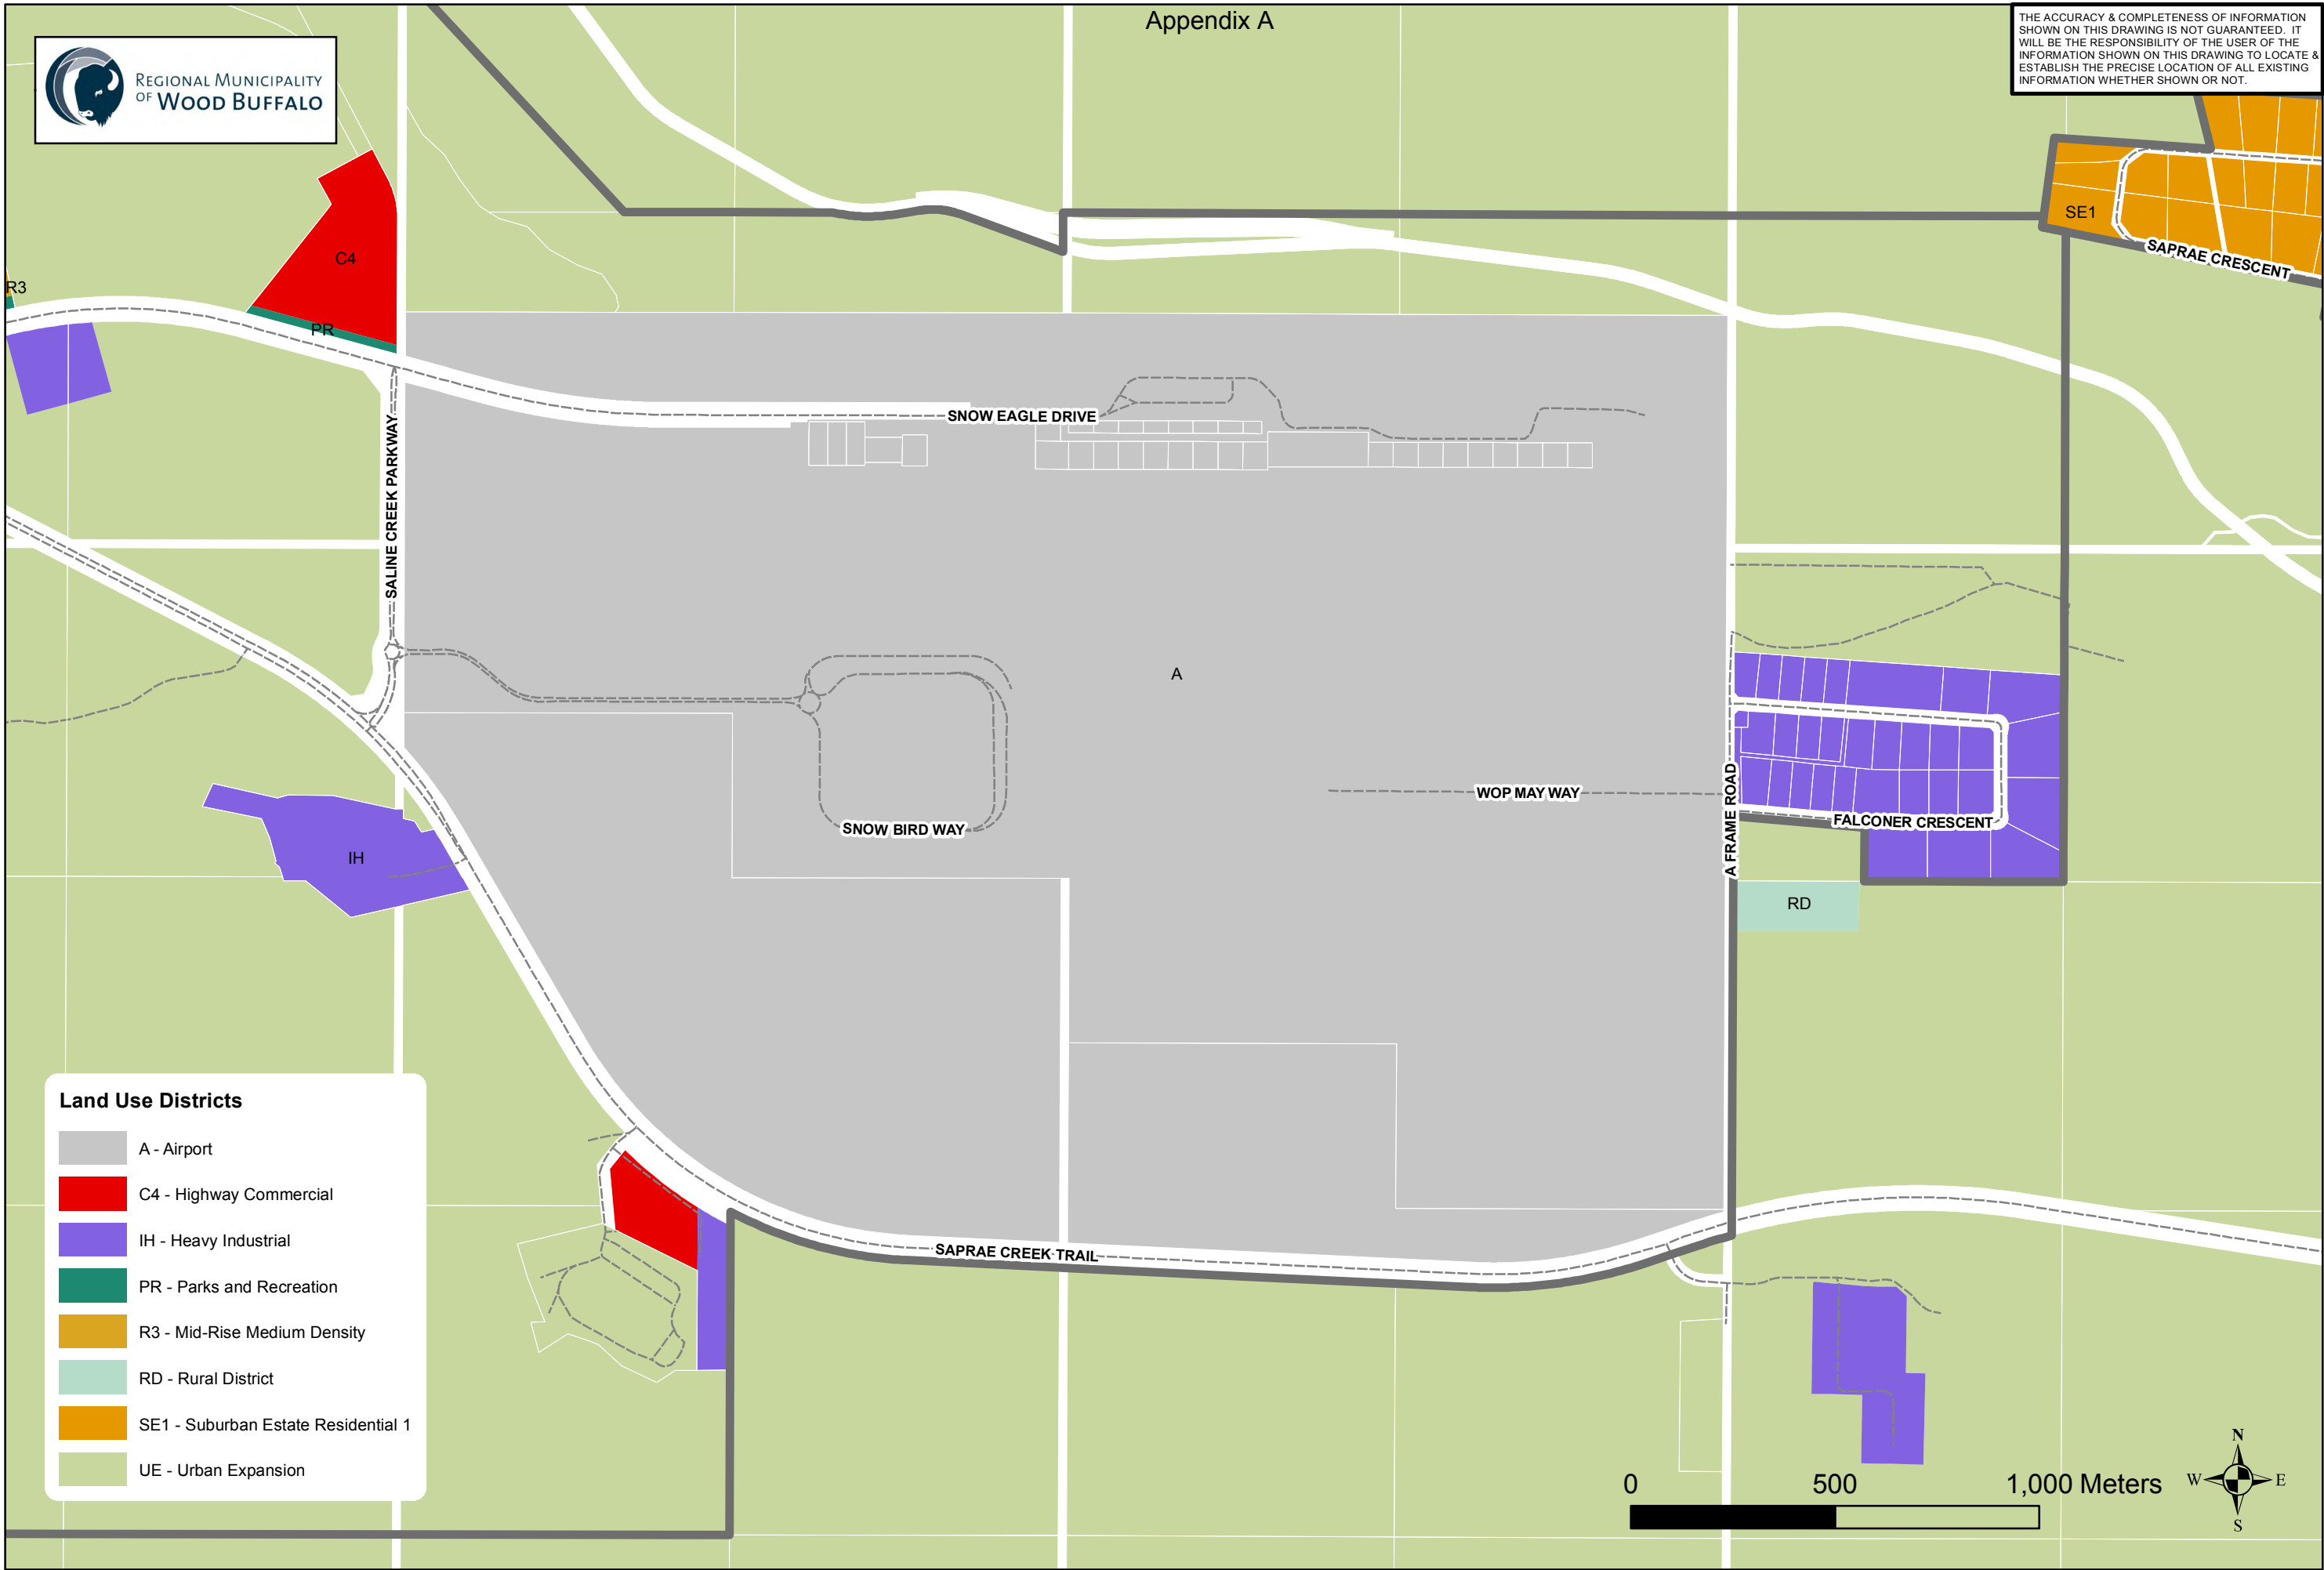 Appendix A
THE ACCURACY & COMPLETENESS OF INFORMATION
SHOWN ON THIS DRAWING IS NOT GUARANTEED. IT
WILL BE THE RESPONSIBILITY OF THE USER OF THE
INFORMATION SHOWN ON THIS DRAWING TO LOCATE &
ESTABLISH THE PRECISE LOCATION OF ALL EXISTING
INFORMATION WHETHER SHOWN OR NOT.
REGIONAL MUNICIPALITY
OF WOOD BUFFALO
SE1
SAPRAE CRESCENT
C4
R3
PR
SNOW EAGLE DRIVE
SALINE CREEK PARKWAY
A
WOP MAY WAY
A FRAME ROAD
FALCONER CRESCENT
SNOW BIRD WAY
IH
RD
SAPRAE CREEK TRAIL
Land Use Districts
A - Airport
C4 - Highway Commercial
IH - Heavy Industrial
PR - Parks and Recreation
R3 - Mid-Rise Medium Density
RD - Rural District
SE1 - Suburban Estate Residential 1
UE - Urban Expansion
0 500 1,000 Meters
N
W E
S